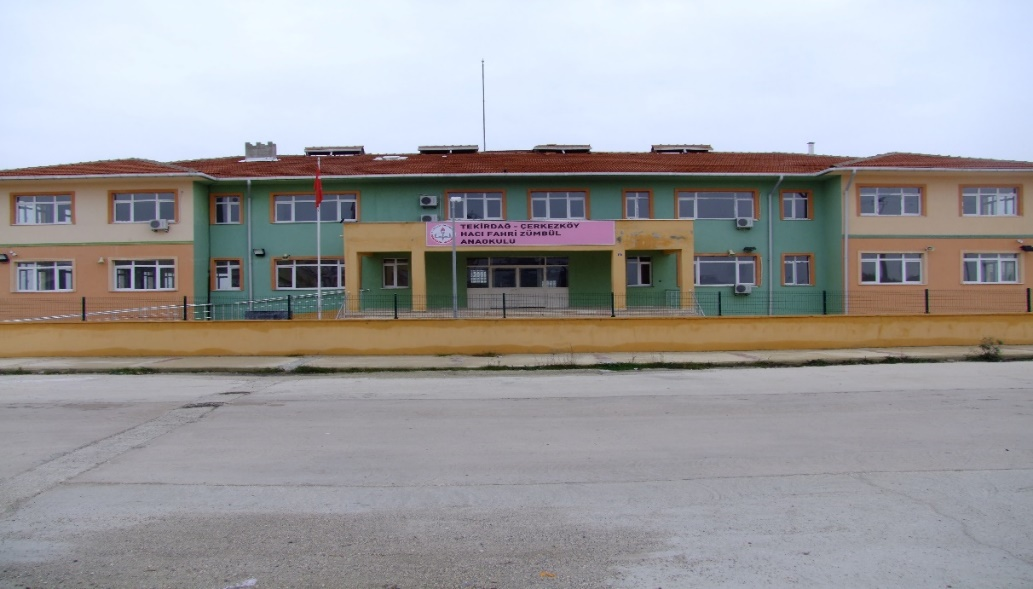 TEKİRDAĞ - ÇERKEZKÖY
HACI FAHRİ ZÜMBÜL
ANAOKULU